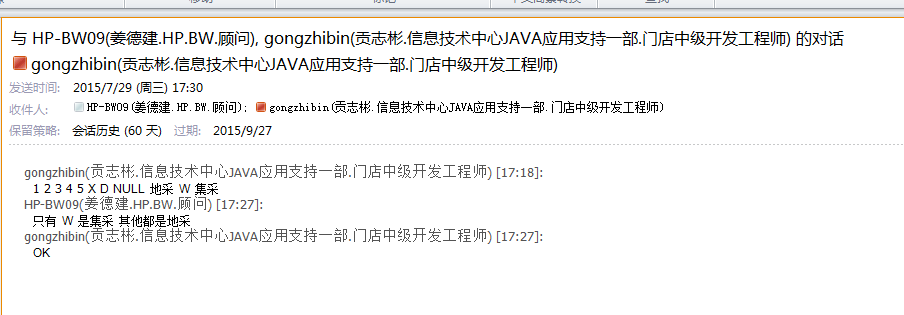 与 HP-BW09(姜德建.HP.BW.顾问), gongzhibin(贡志彬.信息技术中心JAVA应用支持一部.门店中级开发工程师) 的对话
gongzhibin(贡志彬.信息技术中心JAVA应用支持一部.门店中级开发工程师)
发送时间: 2015/7/29 (周三) 17:30
收件人: HP-BW09(姜德建.HP.BW.顾问); gongzhibin(贡志彬.信息技术中心JAVA应用支持一部.门店中级开发工程师)
保留策略: 会话历史 (60 天) 过期: 2015/9/27
gongzhibin(贡志彬.信息技术中心JAVA应用支持一部.门店中级开发工程师) [17:18]:
1 2 3 4 5 X D NULL 地采 W 集采
HP-BW09(姜德建.HP.BW.顾问) [17:27]:
只有 W 是集采 其他都是地采
gongzhibin(贡志彬.信息技术中心JAVA应用支持一部.门店中级开发工程师) [17:27]:
OK